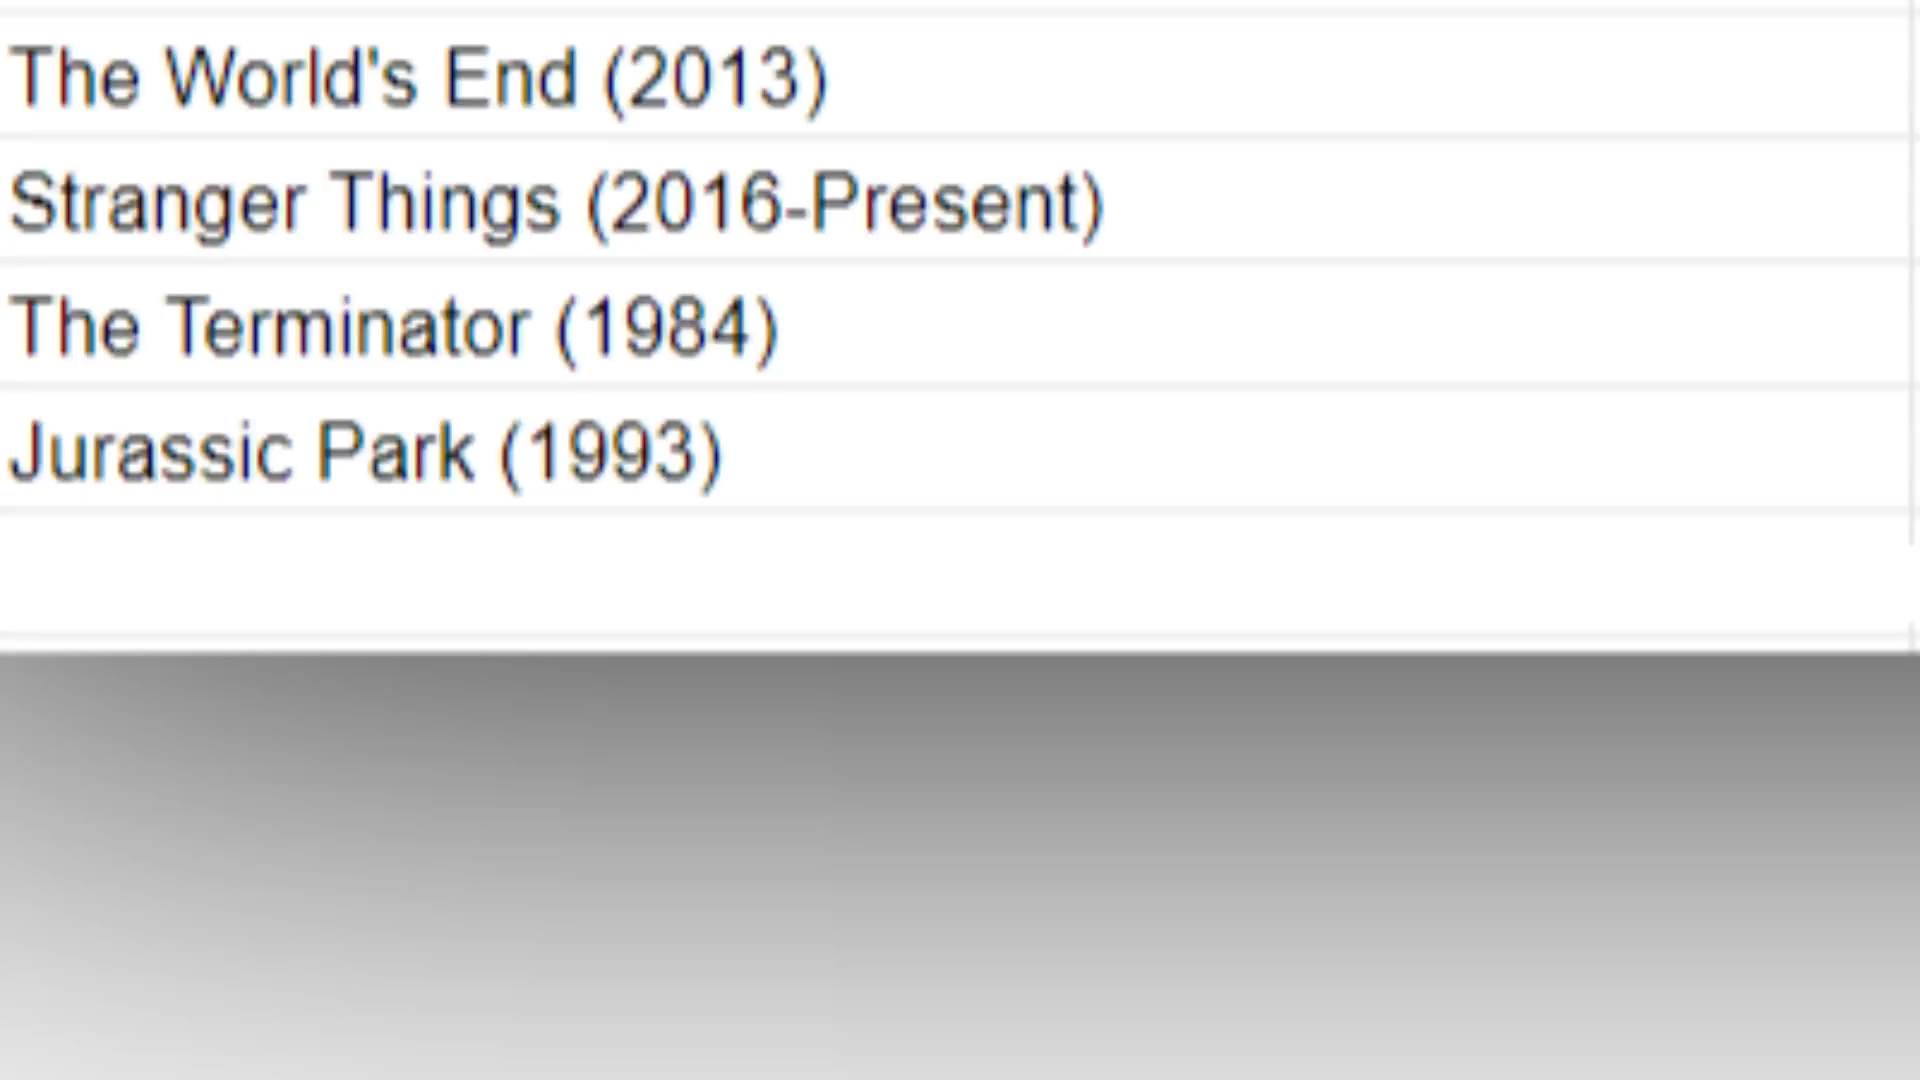 The World's End (2013)
Stranger Things (2016-Present)
The Terminator (1984)
Jurassic Park (1993)